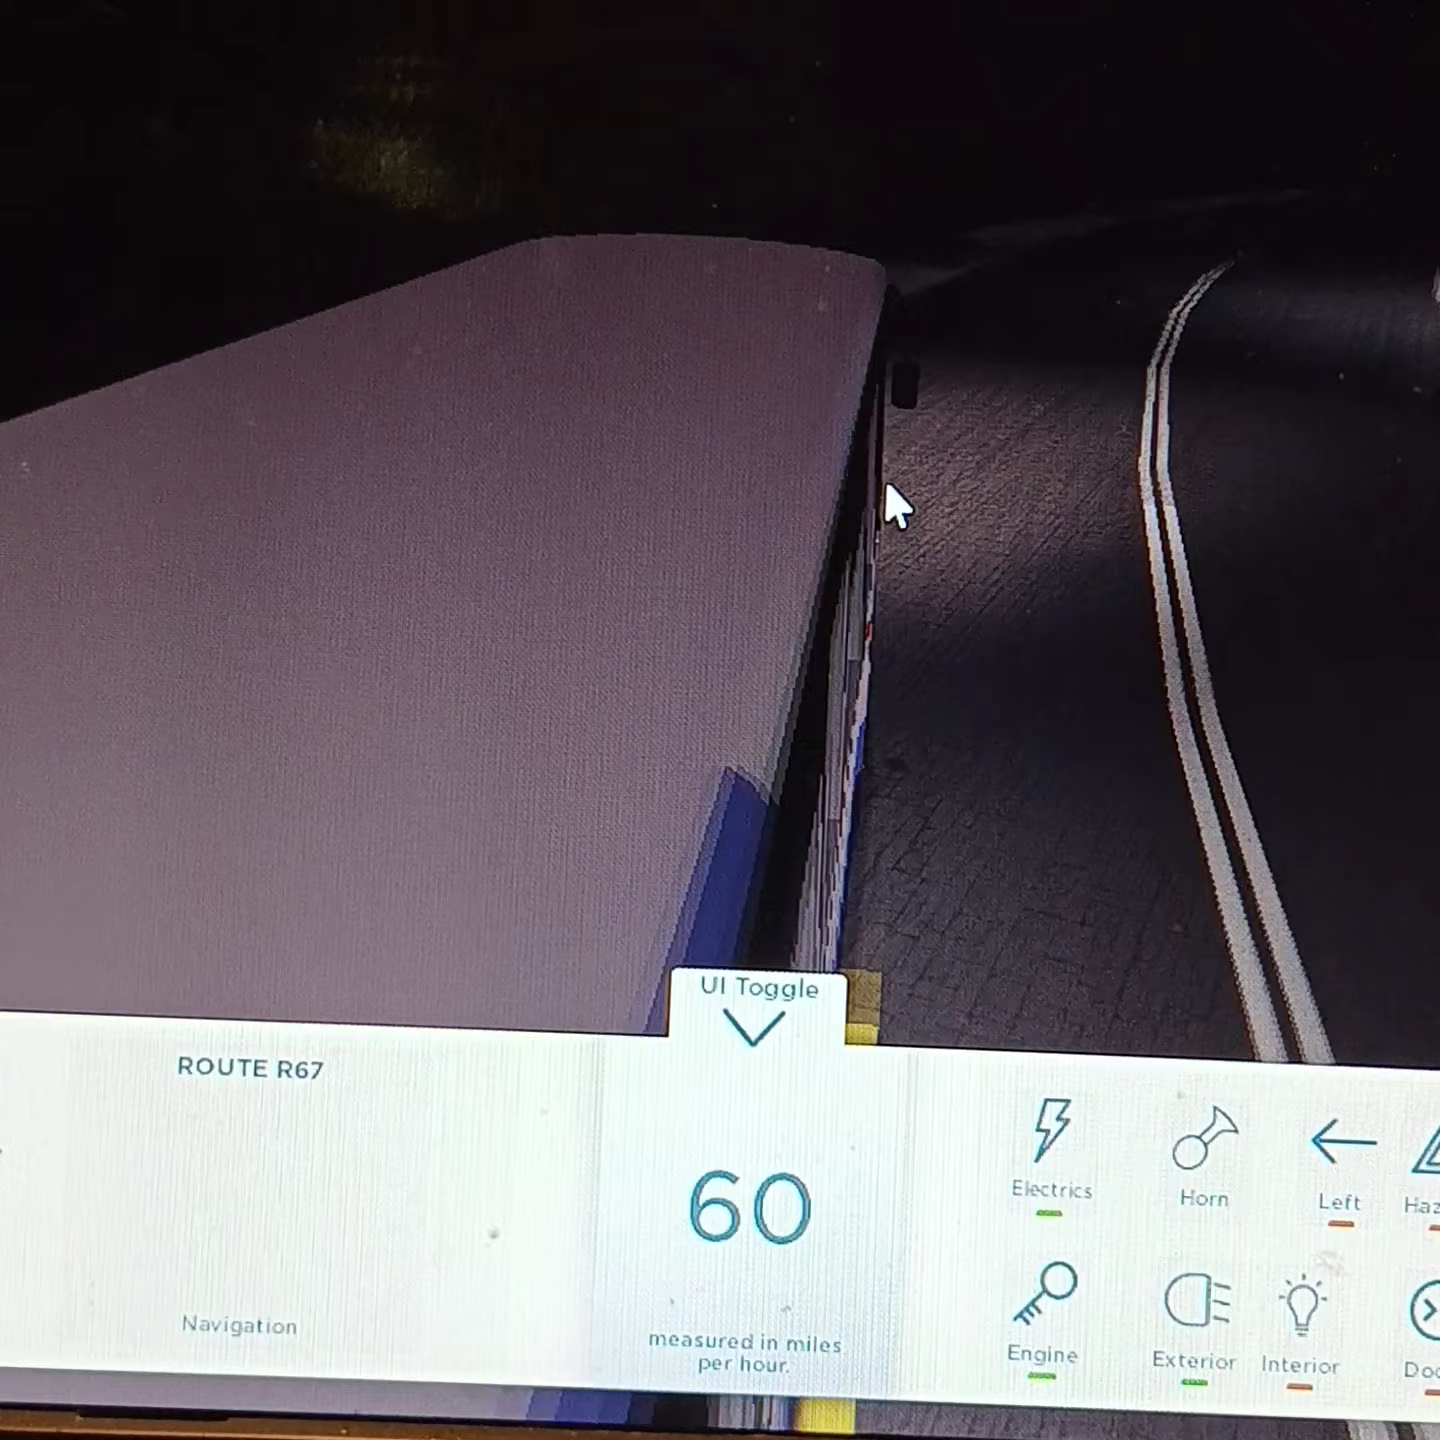 UI Toggle
ROUTE R67
60
Electrics
Horn
Left
Navigation
measured in miles
per hour.
Engine
Exterior
Interior